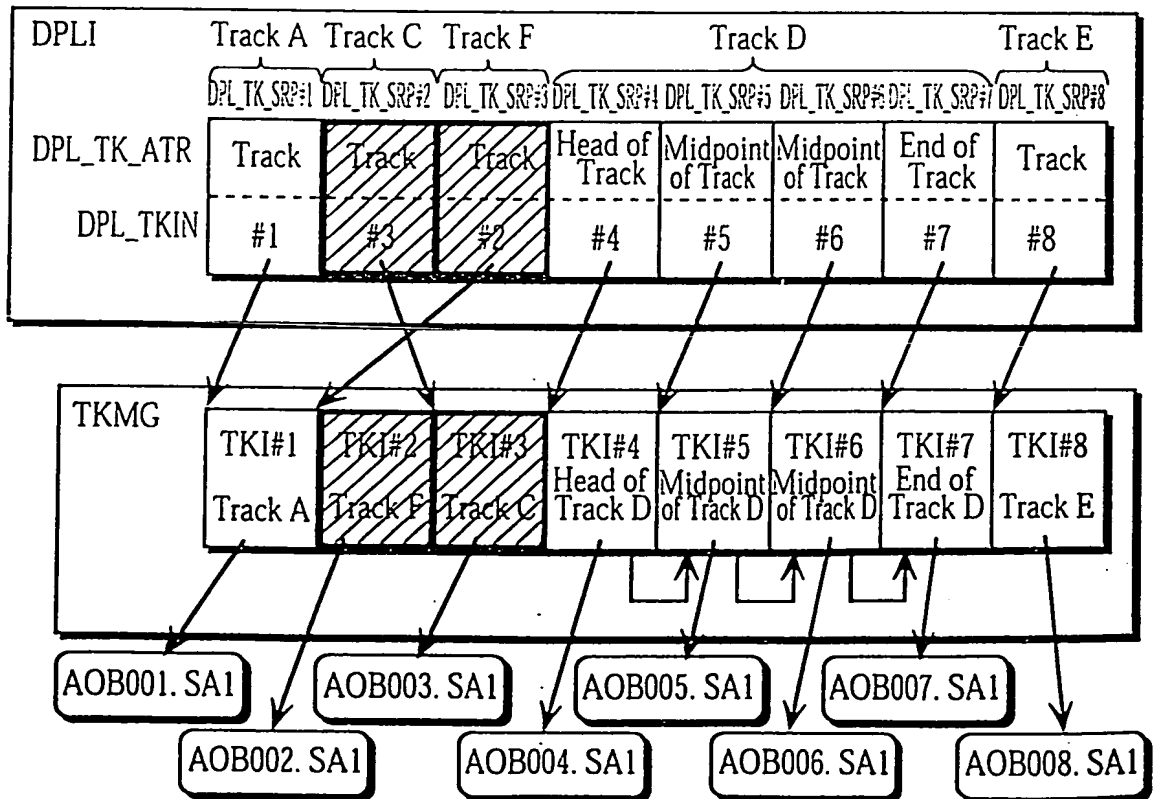 DPLI Track A Track C Track F Track D Track E
DPL_TK_SRP#1 DPL_TK_SRP#2 DPL_TK_SRP#3 DPL_TK_SRP#4 DPL_TK_SRP#5 DPL_TK_SRP#6 DPL_TK_SRP#7 DPL_TK_SRP#8
DPL_TK_ATR Track Track Track Head of Track Midpoint of Track Midpoint of Track End of Track Track
DPL_TKIN #1 #3 #2 #4 #5 #6 #7 #8
TKMG
TKI#1 TKI#2 TKI#3 TKI#4 TKI#5 TKI#6 TKI#7 TKI#8
Track A Track F Track C Head of Track D Midpoint of Track D Midpoint of Track D End of Track D Track E
AOB001. SA1 AOB003. SA1 AOB005. SA1 AOB007. SA1
AOB002. SA1 AOB004. SA1 AOB006. SA1 AOB008. SA1